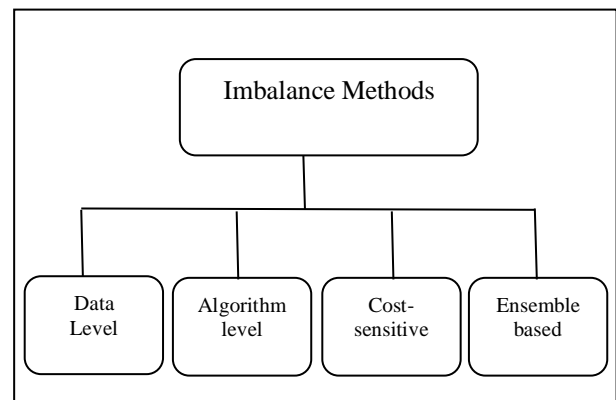 Imbalance Methods
Data
Level
Algorithm
level
Cost-
sensitive
Ensemble
based